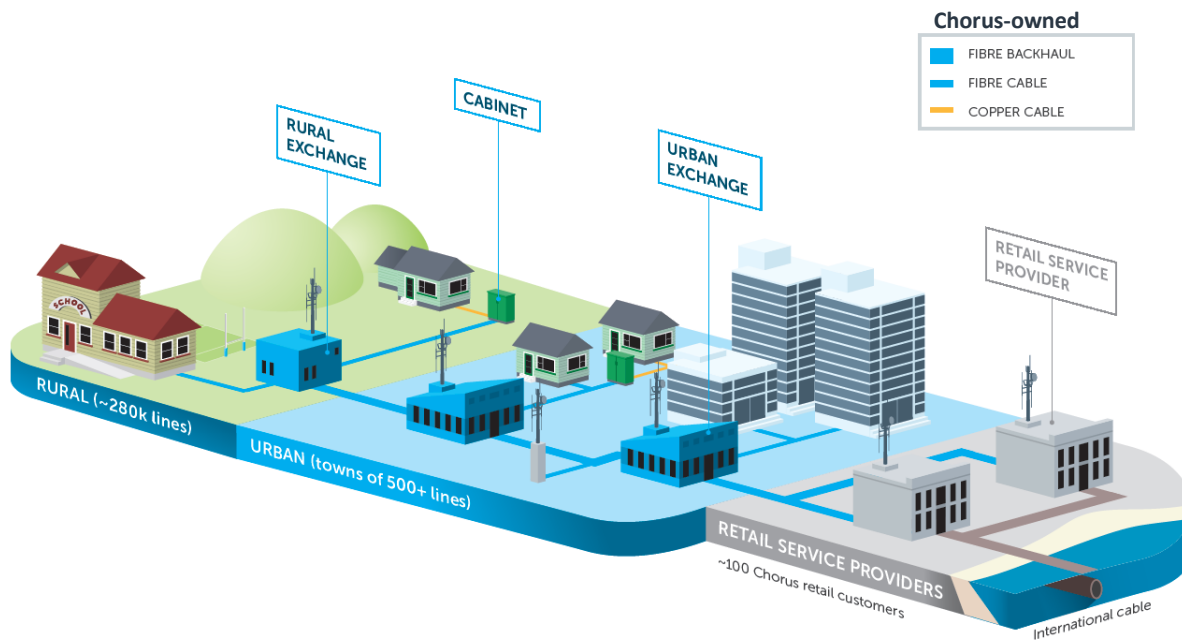 Chorus-owned
FIBRE BACKHAUL
FIBRE CABLE
COPPER CABLE
CABINET
RURAL
EXCHANGE
URBAN
EXCHANGE
RETAIL SERVICE
PROVIDER
SCHOOL
RURAL (~280k lines)
URBAN (towns of 500+ lines)
RETAIL SERVICE PROVIDERS
~100 Chorus retail customers
International cable